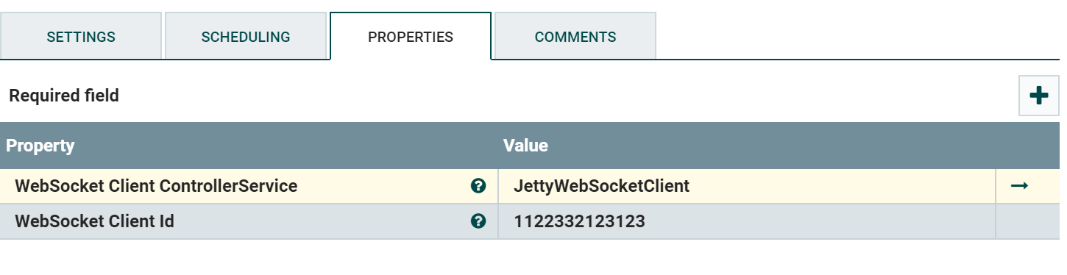 SETTINGS SCHEDULING PROPERTIES COMMENTS
Required field
Property Value
WebSocket Client ControllerService ? JettyWebSocketClient
WebSocket Client Id ? 1122332123123